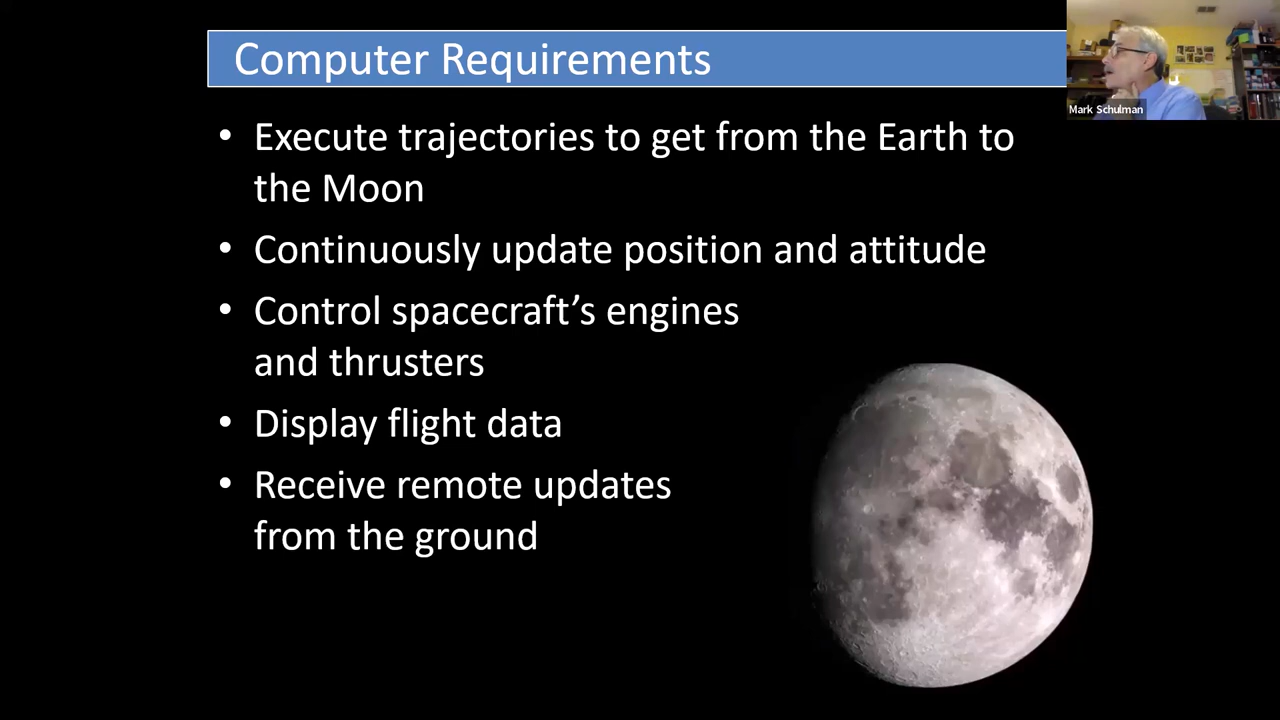 Computer Requirements
Mark Schulman
• Execute trajectories to get from the Earth to
the Moon
• Continuously update position and attitude
• Control spacecraft’s engines
and thrusters
• Display flight data
• Receive remote updates
from the ground